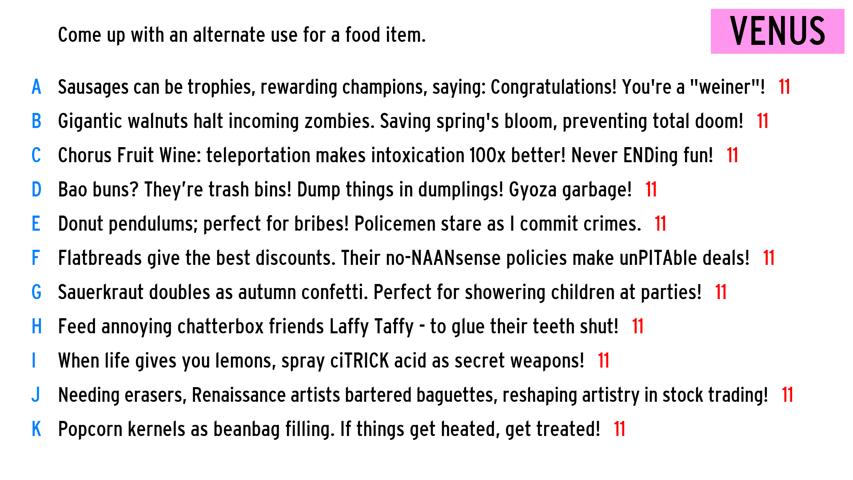 Come up with an alternate use for a food item.
VENUS
A Sausages can be trophies, rewarding champions, saying: Congratulations! You're a "weiner"! 11
B Gigantic walnuts halt incoming zombies. Saving spring's bloom, preventing total doom! 11
C Chorus Fruit Wine: teleportation makes intoxication 100x better! Never ENDing fun! 11
D Bao buns? They’re trash bins! Dump things in dumplings! Gyoza garbage! 11
E Donut pendulums; perfect for bribes! Policemen stare as I commit crimes. 11
F Flatbreads give the best discounts. Their no-NAANsense policies make unPITAble deals! 11
G Sauerkraut doubles as autumn confetti. Perfect for showering children at parties! 11
H Feed annoying chatterbox friends Laffy Taffy - to glue their teeth shut! 11
I When life gives you lemons, spray ciTRICK acid as secret weapons! 11
J Needing erasers, Renaissance artists bartered baguettes, reshaping artistry in stock trading! 11
K Popcorn kernels as beanbag filling. If things get heated, get treated! 11